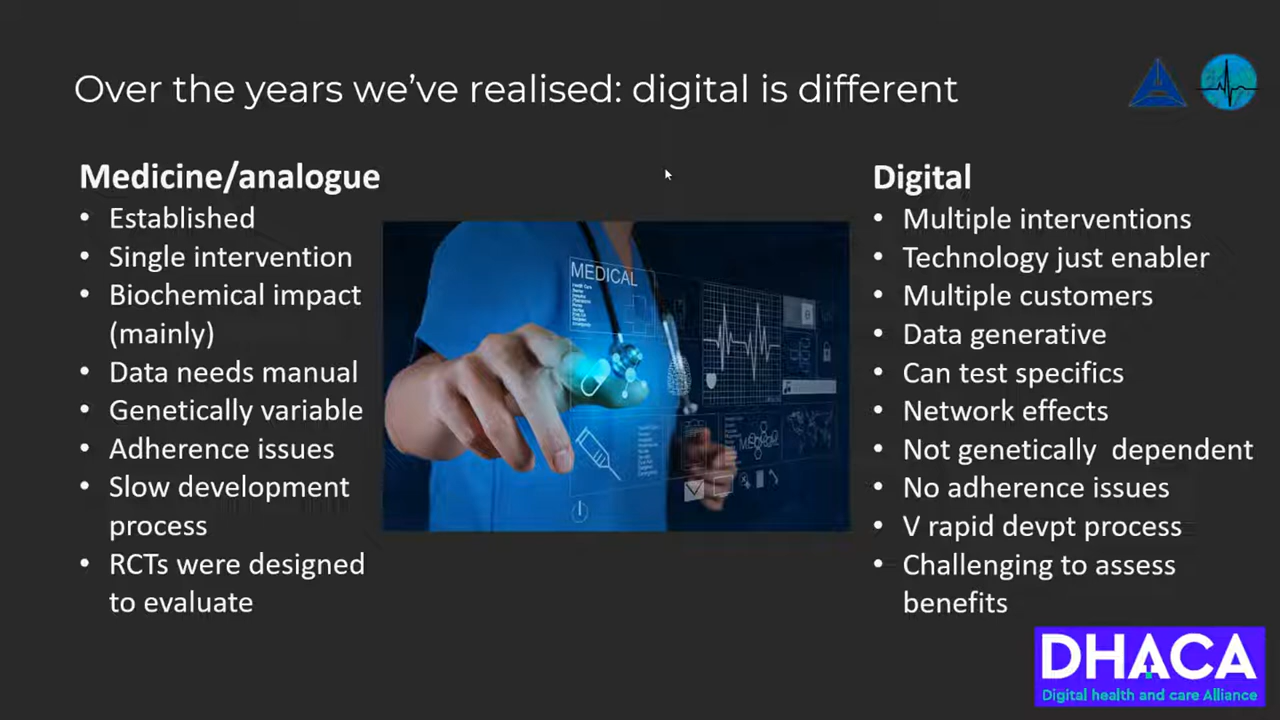 Over the years we've realised: digital is different
Medicine/analogue
• Established
• Single intervention
• Biochemical impact
(mainly)
• Data needs manual
• Genetically variable
• Adherence issues
• Slow development
process
• RCTs were designed
to evaluate
MEDICAL
Digital
• Multiple interventions
• Technology just enabler
• Multiple customers
• Data generative
• Can test specifics
• Network effects
• Not genetically  dependent
• No adherence issues
• V rapid devpt process
• Challenging to assess
benefits
DHACA
Digital health and care Alliance